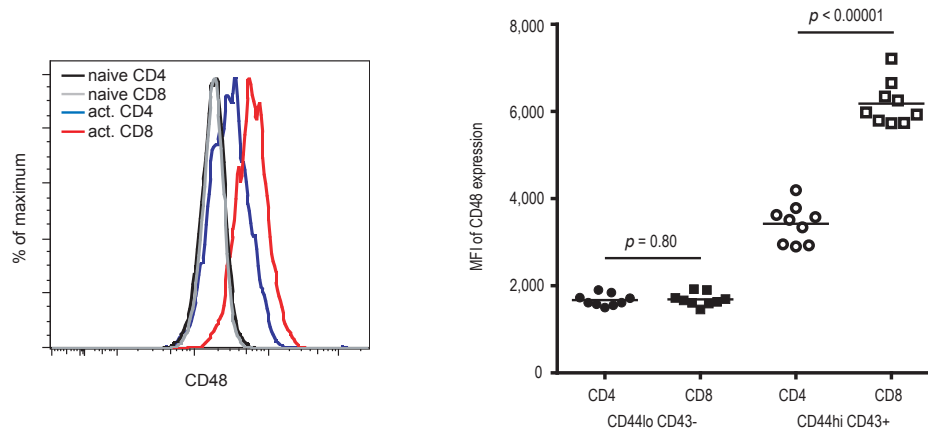 naive CD4
naive CD8
act. CD4
act. CD8
% of maximum
CD48
8,000
6,000
4,000
2,000
0
MFI of CD48 expression
p < 0.00001
p = 0.80
CD4 CD8 CD4 CD8
CD44lo CD43- CD44hi CD43+